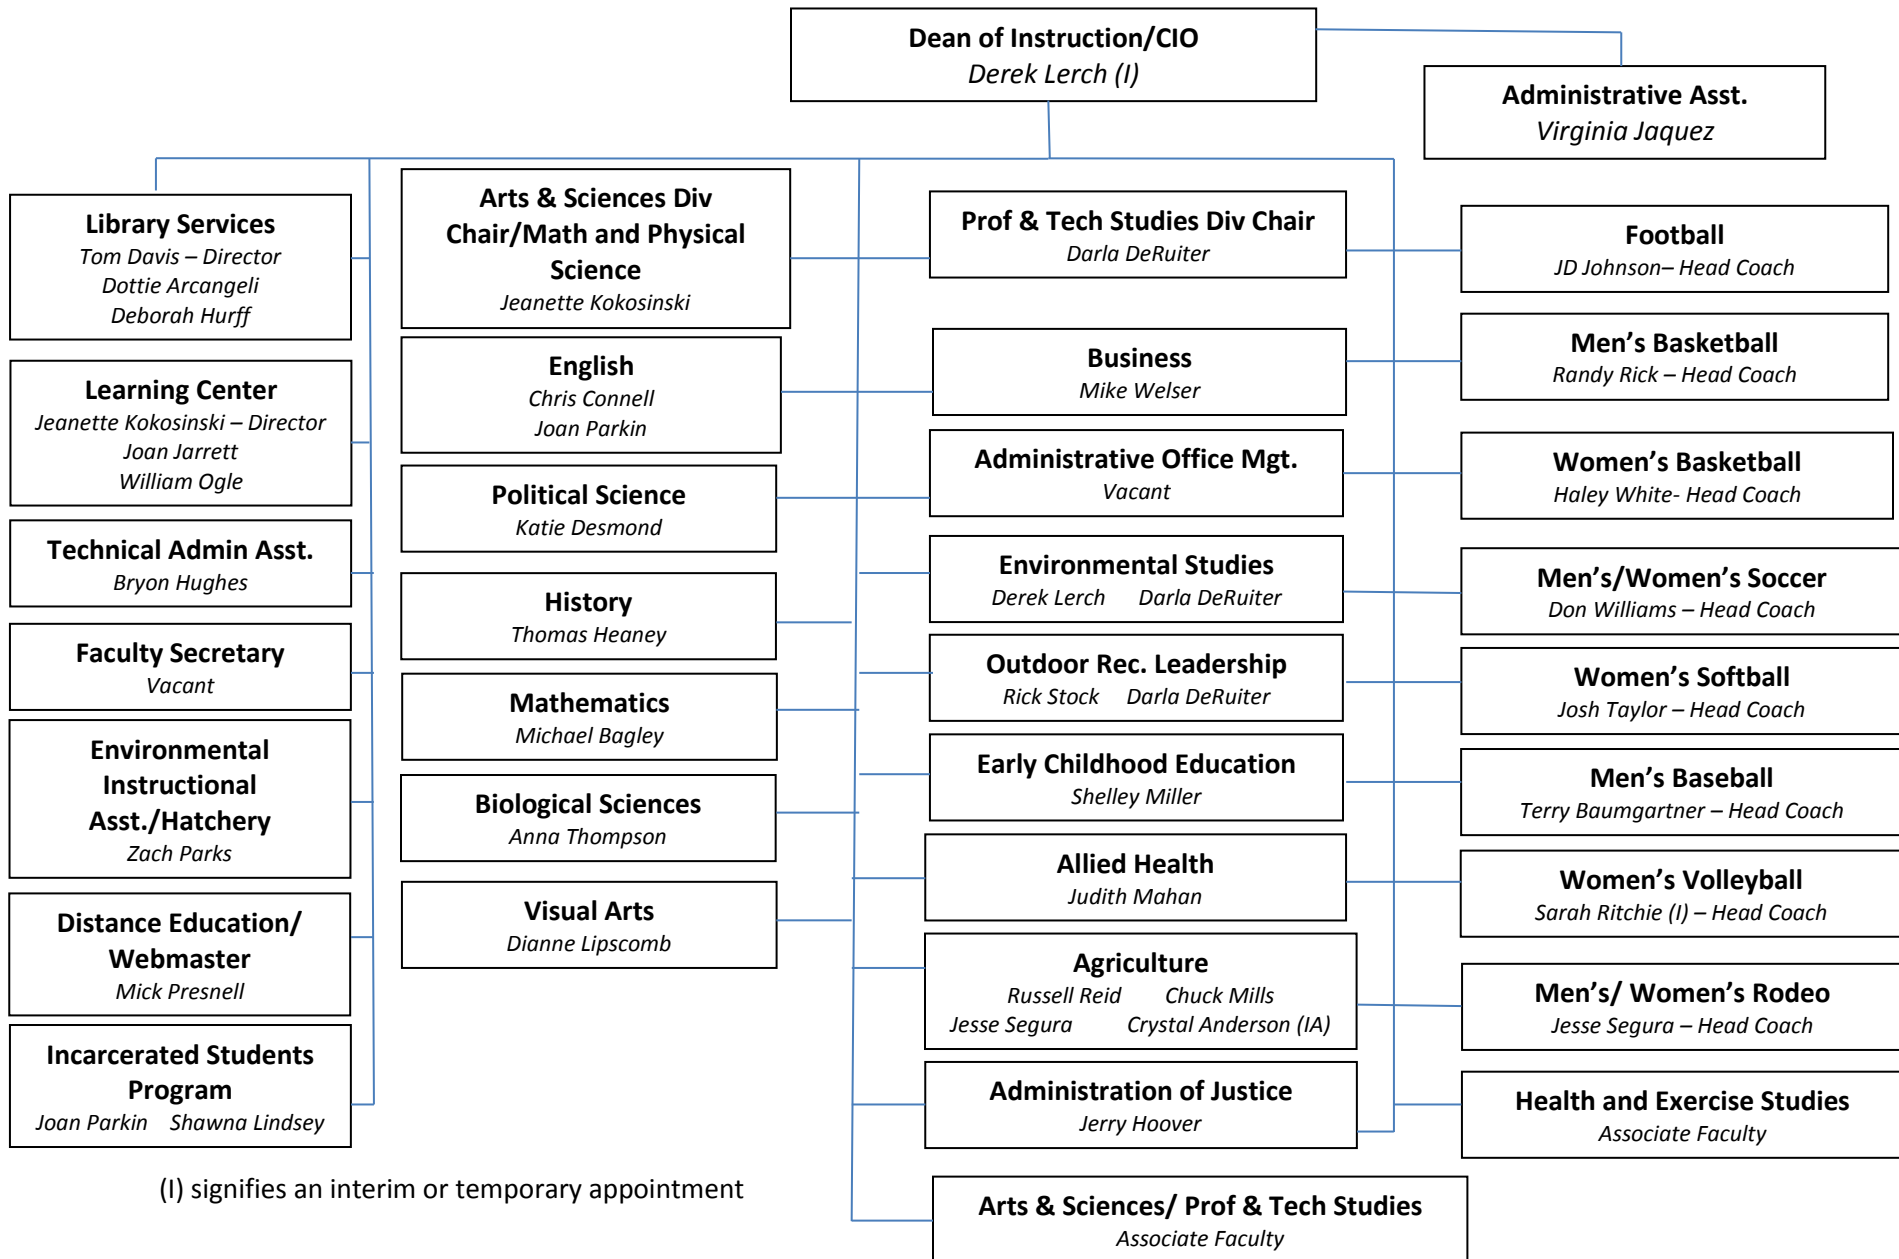 Dean of Instruction/CIO
Derek Lerch (I)
Administrative Asst.
Virginia Jaquez
Library Services
Tom Davis – Director
Dottie Arcangeli
Deborah Hurff
Learning Center
Jeanette Kokosinski – Director
Joan Jarrett
William Ogle
Technical Admin Asst.
Bryon Hughes
Faculty Secretary
Vacant
Environmental
Instructional
Asst./Hatchery
Zach Parks
Distance Education/
Webmaster
Mick Presnell
Incarcerated Students
Program
Joan Parkin Shawna Lindsey
Arts & Sciences Div
Chair/Math and Physical
Science
Jeanette Kokosinski
English
Chris Connell
Joan Parkin
Political Science
Katie Desmond
History
Thomas Heaney
Mathematics
Michael Bagley
Biological Sciences
Anna Thompson
Visual Arts
Dianne Lipscomb
Prof & Tech Studies Div Chair
Darla DeRuiter
Business
Mike Welser
Administrative Office Mgt.
Vacant
Environmental Studies
Derek Lerch Darla DeRuiter
Outdoor Rec. Leadership
Rick Stock Darla DeRuiter
Early Childhood Education
Shelley Miller
Allied Health
Judith Mahan
Agriculture
Russell Reid Chuck Mills
Jesse Segura Crystal Anderson (IA)
Administration of Justice
Jerry Hoover
Arts & Sciences/ Prof & Tech Studies
Associate Faculty
Football
JD Johnson– Head Coach
Men's Basketball
Randy Rick – Head Coach
Women's Basketball
Haley White- Head Coach
Men's/Women's Soccer
Don Williams – Head Coach
Women's Softball
Josh Taylor – Head Coach
Men's Baseball
Terry Baumgartner – Head Coach
Women's Volleyball
Sarah Ritchie (I) – Head Coach
Men's/ Women's Rodeo
Jesse Segura – Head Coach
Health and Exercise Studies
Associate Faculty
(I) signifies an interim or temporary appointment